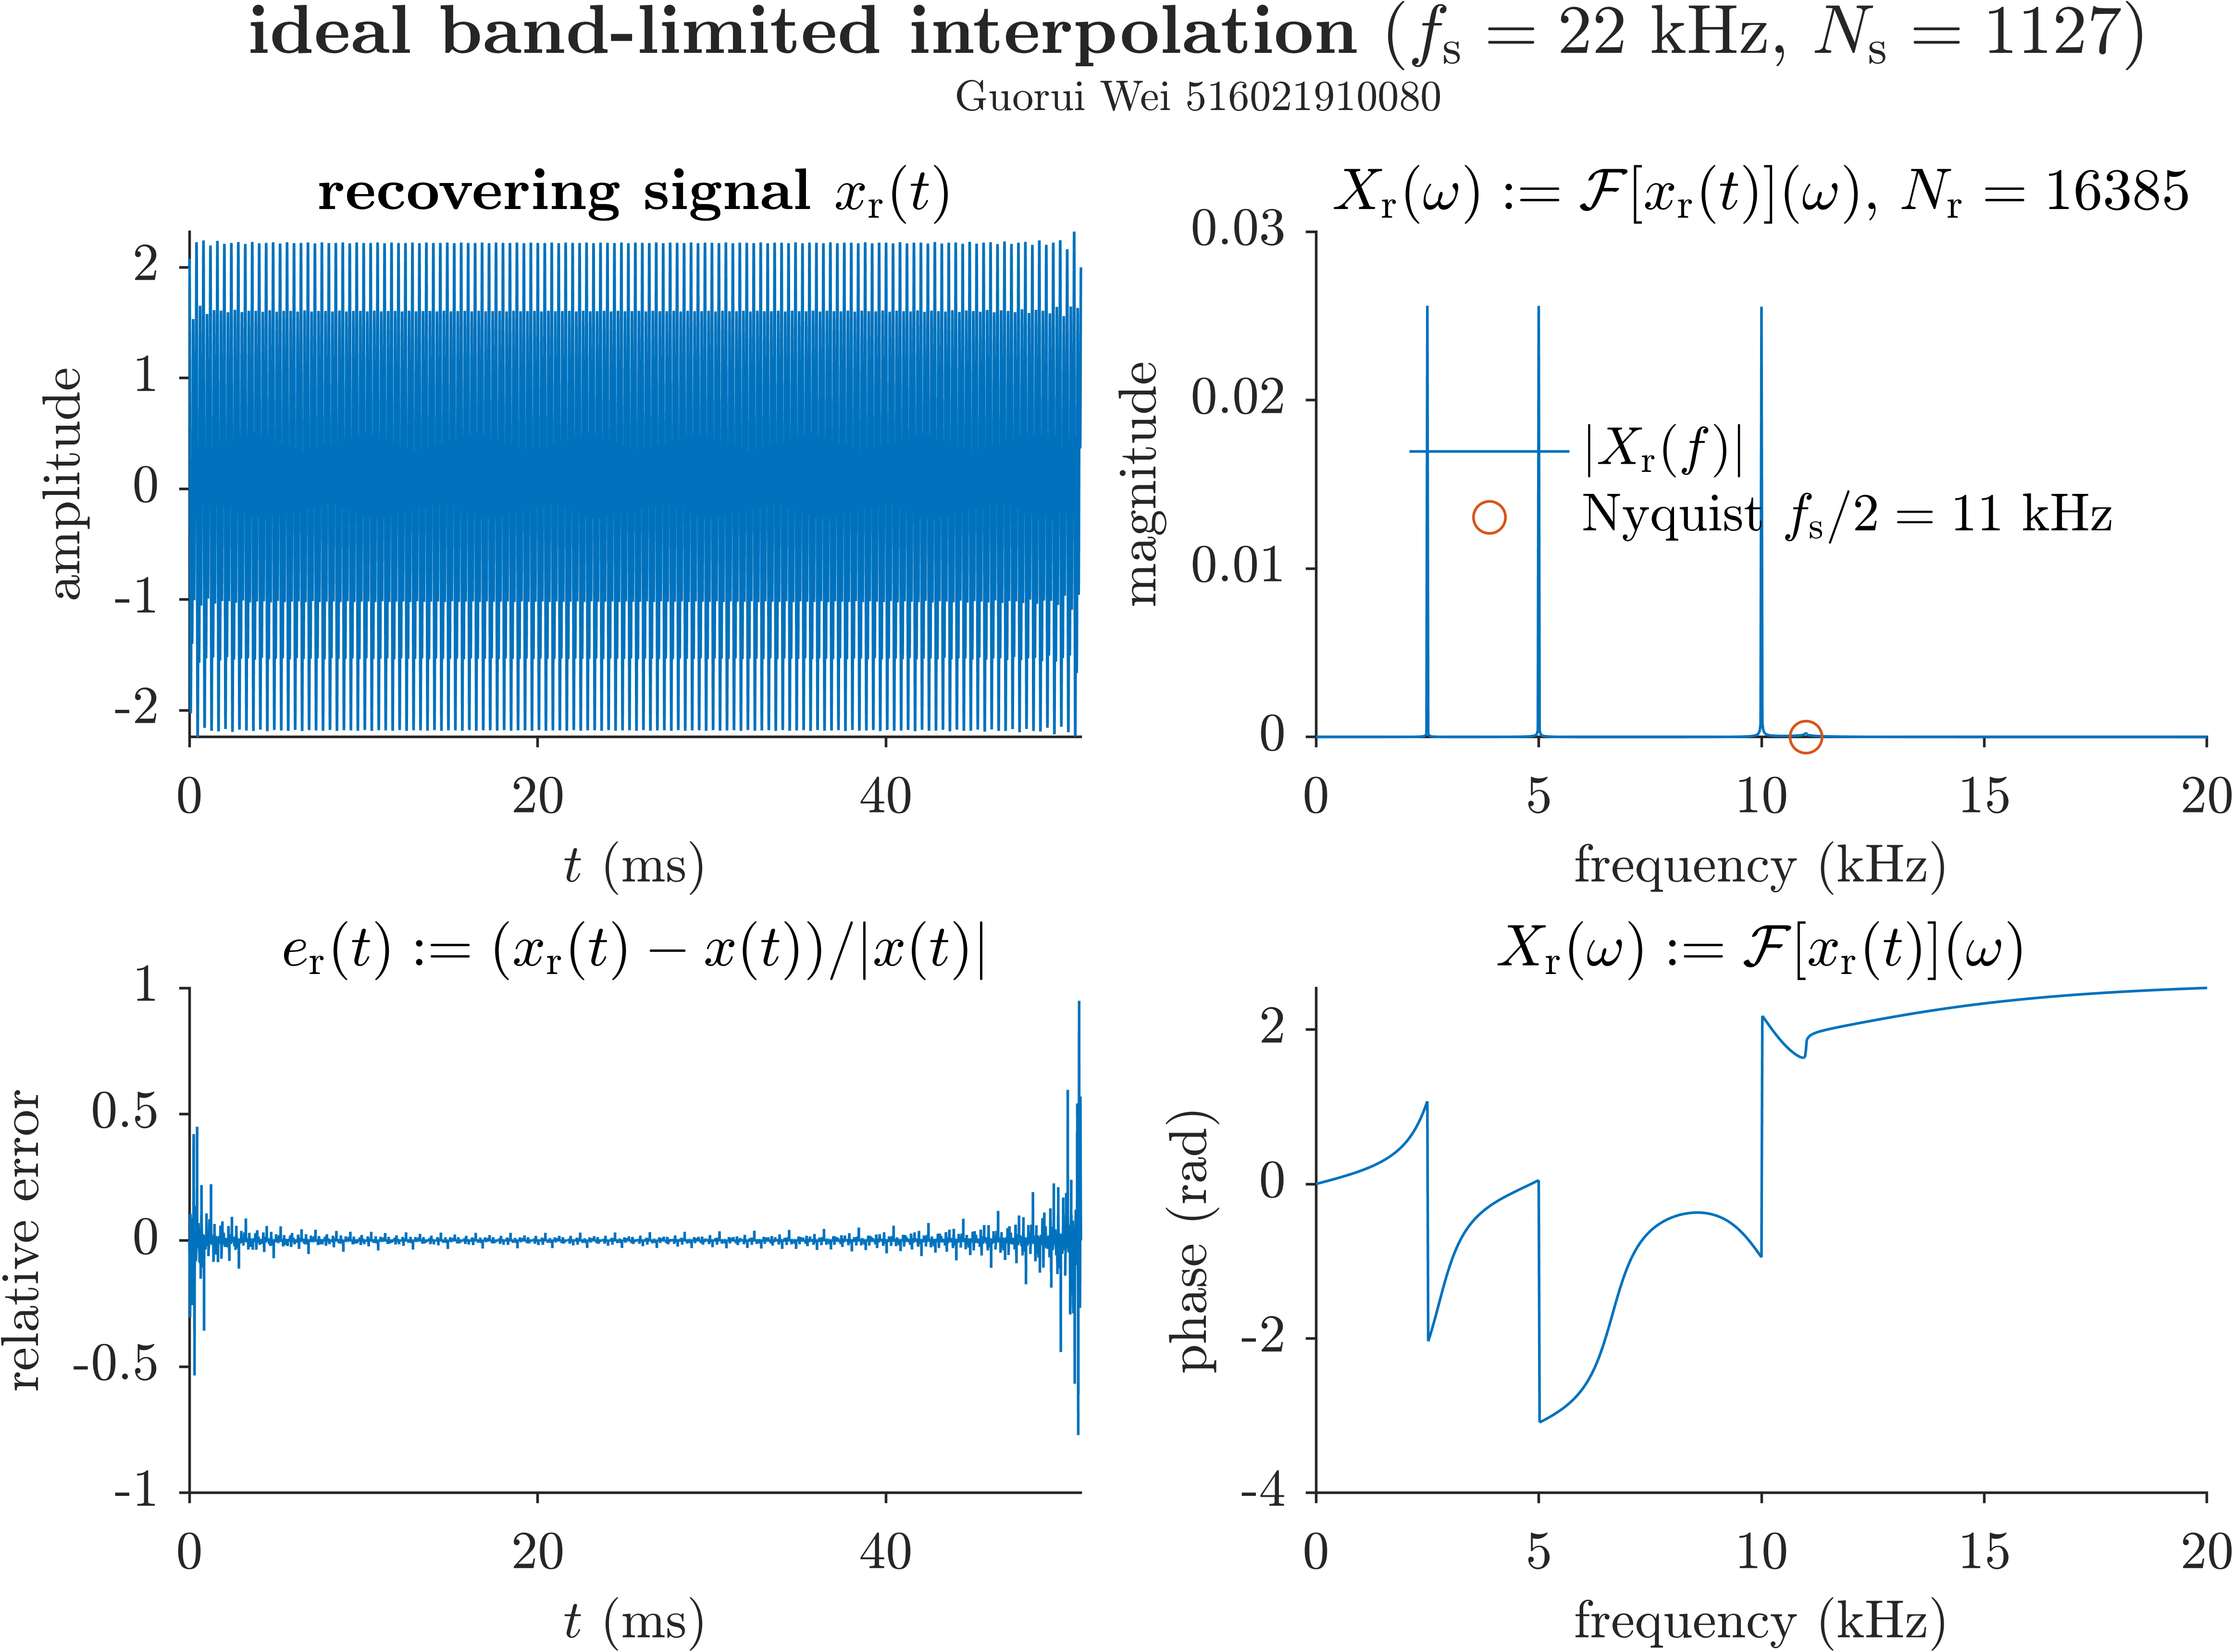 ideal band-limited interpolation (fs = 22 kHz, Ns = 1127)
Guorui Wei 516021910080
recovering signal xr(t)
2
1
0
-1
-2
amplitude
0 20 40
t (ms)
Xr(ω) := ℱ[xr(t)](ω), Nr = 16385
0.03
0.02
0.01
0
magnitude
|Xr(f)|
Nyquist fs/2 = 11 kHz
0 5 10 15 20
frequency (kHz)
er(t) := (xr(t) − x(t))/|x(t)|
1
0.5
0
-0.5
-1
relative error
0 20 40
t (ms)
Xr(ω) := ℱ[xr(t)](ω)
2
0
-2
-4
phase (rad)
0 5 10 15 20
frequency (kHz)